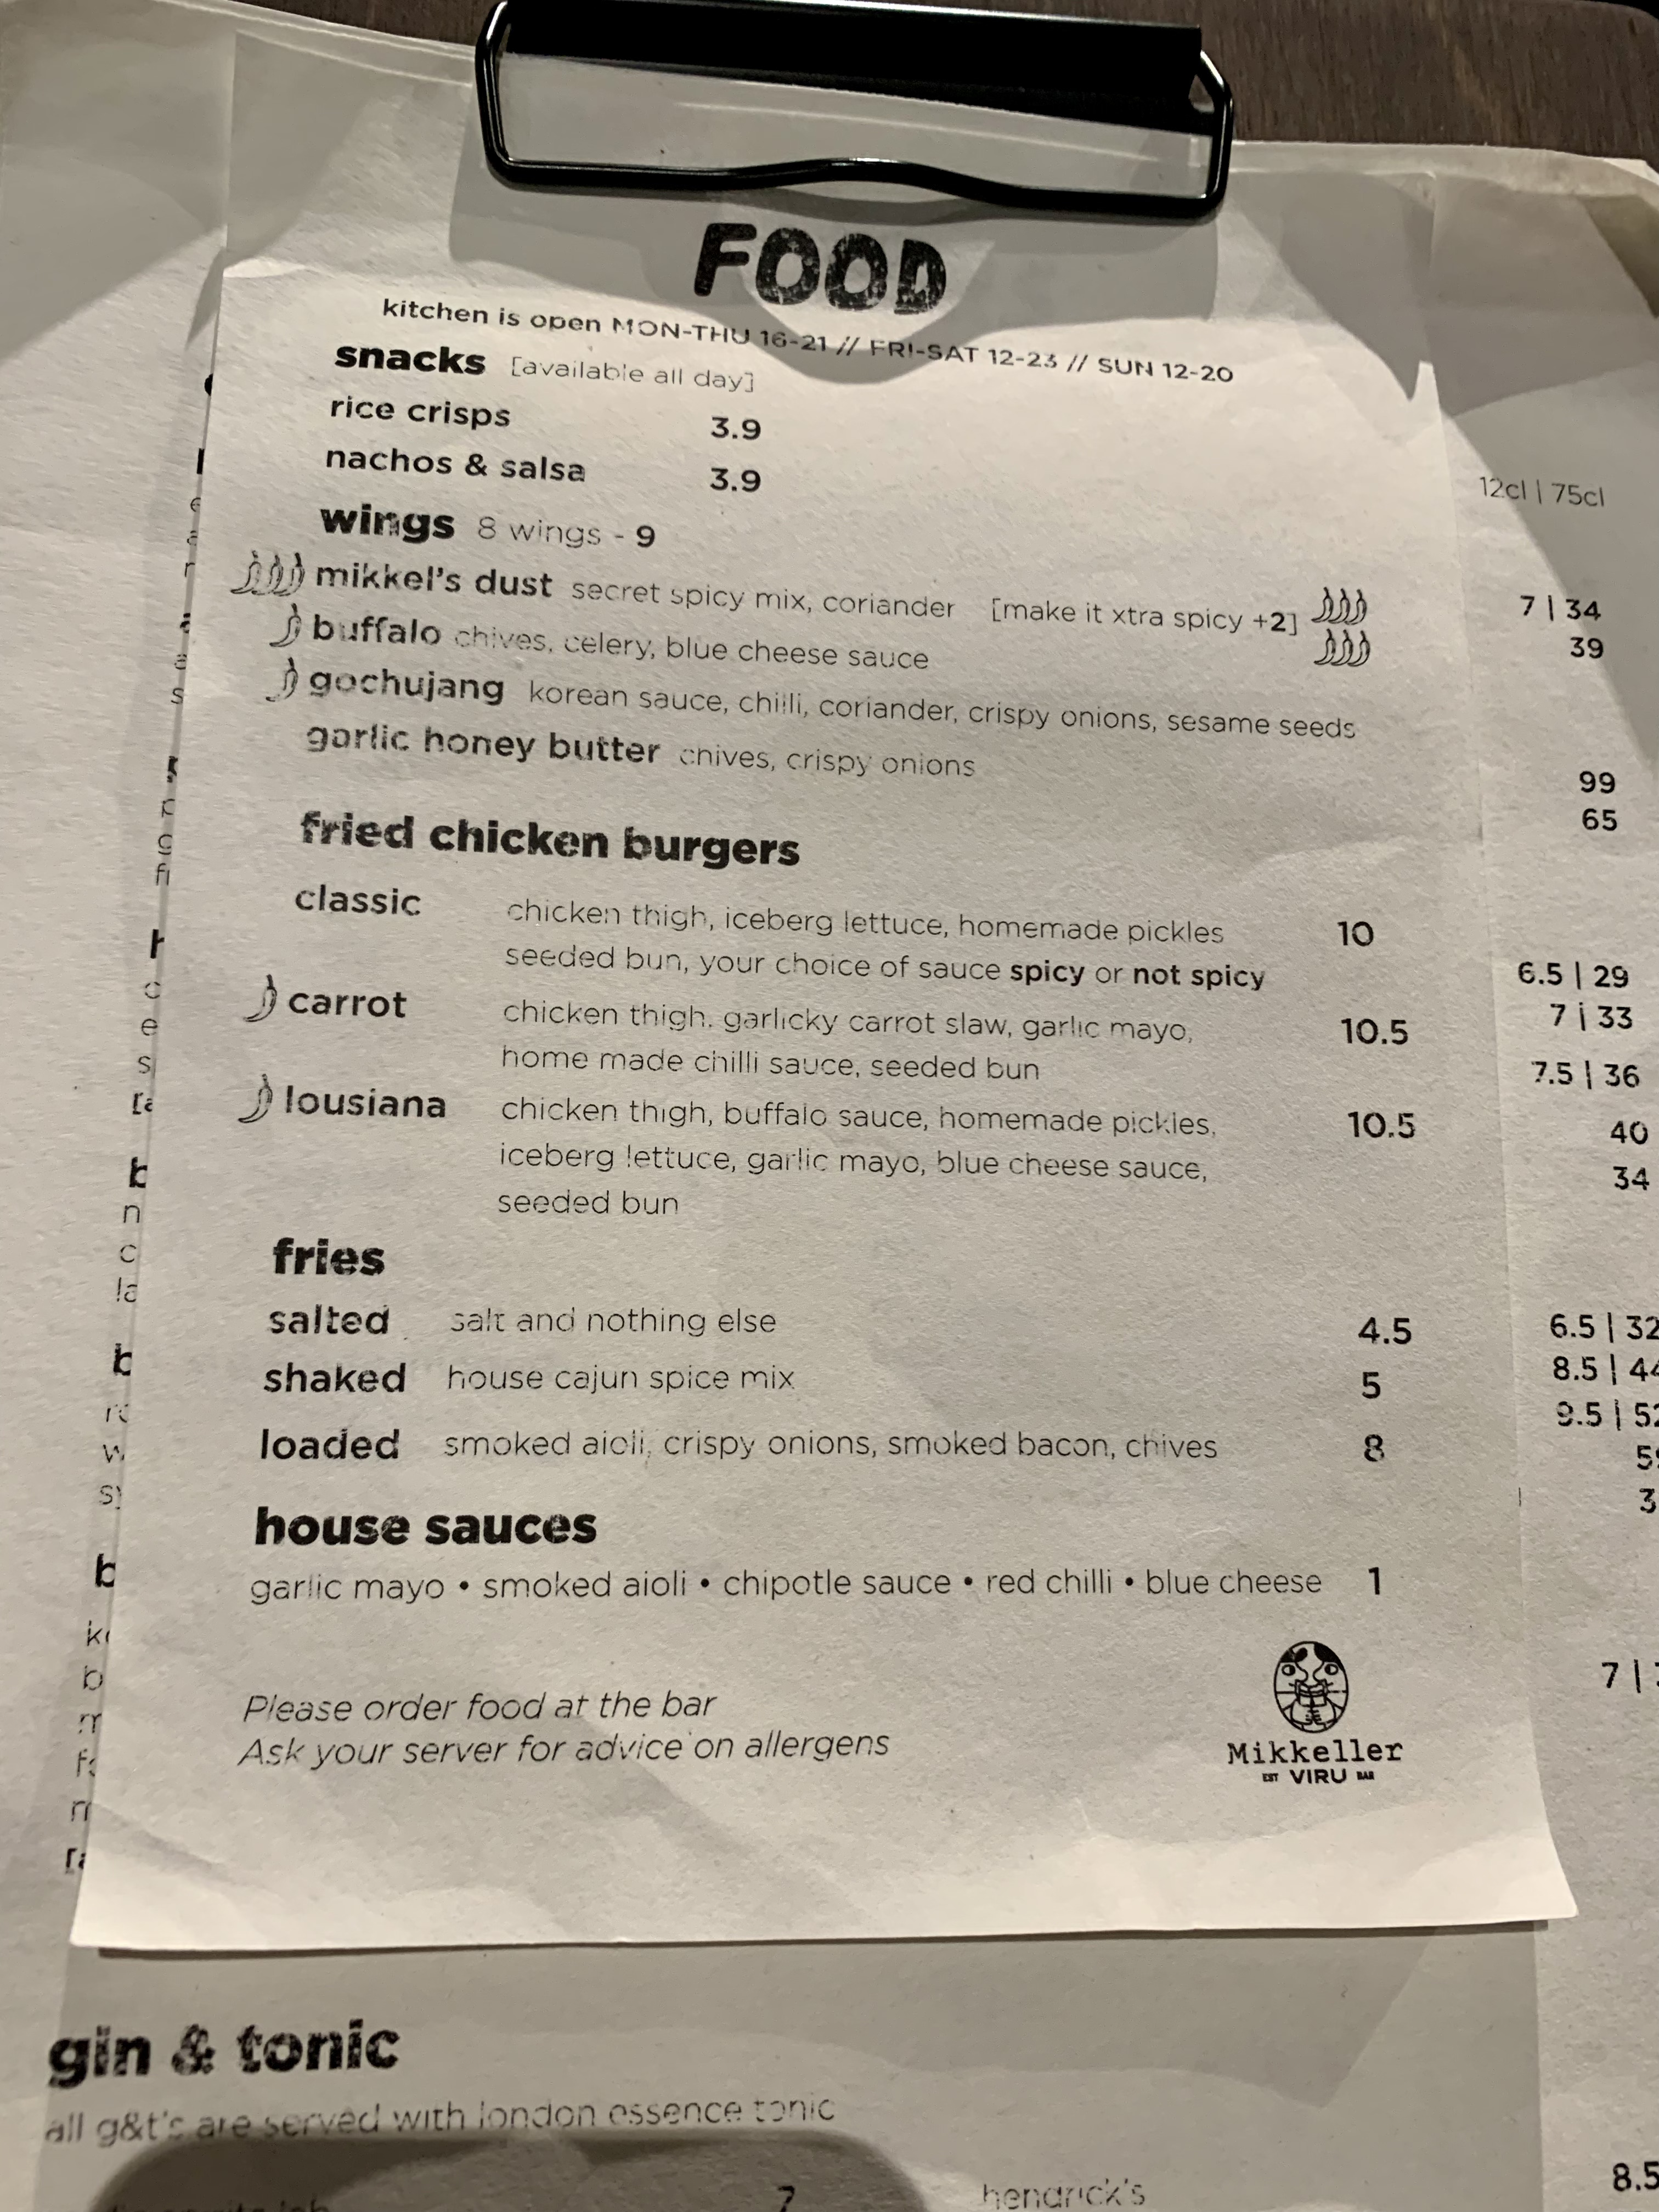 FOOD
kitchen is open MON-THU 16-21 // FRI-SAT 12-23 // SUN 12-20
snacks [available all day]
rice crisps 3.9
nachos & salsa 3.9
wings 8 wings - 9
mikkel's dust secret spicy mix, coriander [make it xtra spicy +2]
buffalo chives, celery, blue cheese sauce
gochujang korean sauce, chilli, coriander, crispy onions, sesame seeds
garlic honey butter chives, crispy onions
fried chicken burgers
classic chicken thigh, iceberg lettuce, homemade pickles 10
seeded bun, your choice of sauce spicy or not spicy
carrot chicken thigh. garlicky carrot slaw, garlic mayo, 10.5
home made chilli sauce, seeded bun
lousiana chicken thigh, buffalo sauce, homemade pickles, 10.5
iceberg lettuce, garlic mayo, blue cheese sauce,
seeded bun
fries
salted salt and nothing else 4.5
shaked house cajun spice mix 5
loaded smoked aioli, crispy onions, smoked bacon, chives 8
house sauces
garlic mayo • smoked aioli • chipotle sauce • red chilli • blue cheese 1
Please order food at the bar
Ask your server for advice on allergens
Mikkeller
EST VIRU BAR
12cl | 75cl
7 | 34
39
99
65
6.5 | 29
7 | 33
7.5 | 36
40
34
6.5 | 32
8.5 | 44
9.5 | 52
7 |
gin & tonic
all g&t's are served with london essence tonic
7 hendrick's 8.5